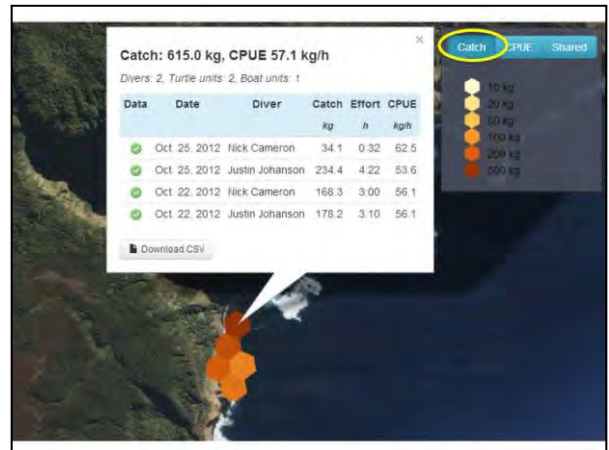 ×
Catch: 615.0 kg, CPUE 57.1 kg/h
Divers: 2, Turtle units: 2, Boat units: 1
Data Date Diver Catch Effort CPUE
kg h kg/h
Oct. 25, 2012 Nick Cameron 34.1 0.32 62.5
Oct. 25, 2012 Justin Johanson 234.4 4.22 53.6
Oct. 22, 2012 Nick Cameron 168.3 3.00 56.1
Oct. 22, 2012 Justin Johanson 178.2 3.10 56.1
Download CSV
Catch CPUE Shared
10 kg
20 kg
50 kg
100 kg
200 kg
500 kg